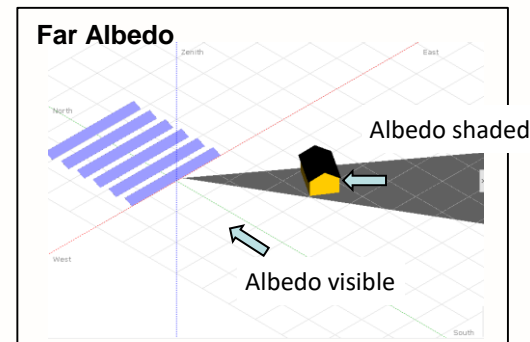 Far Albedo
Zenith
East
North
Albedo shaded
West
Albedo visible
South